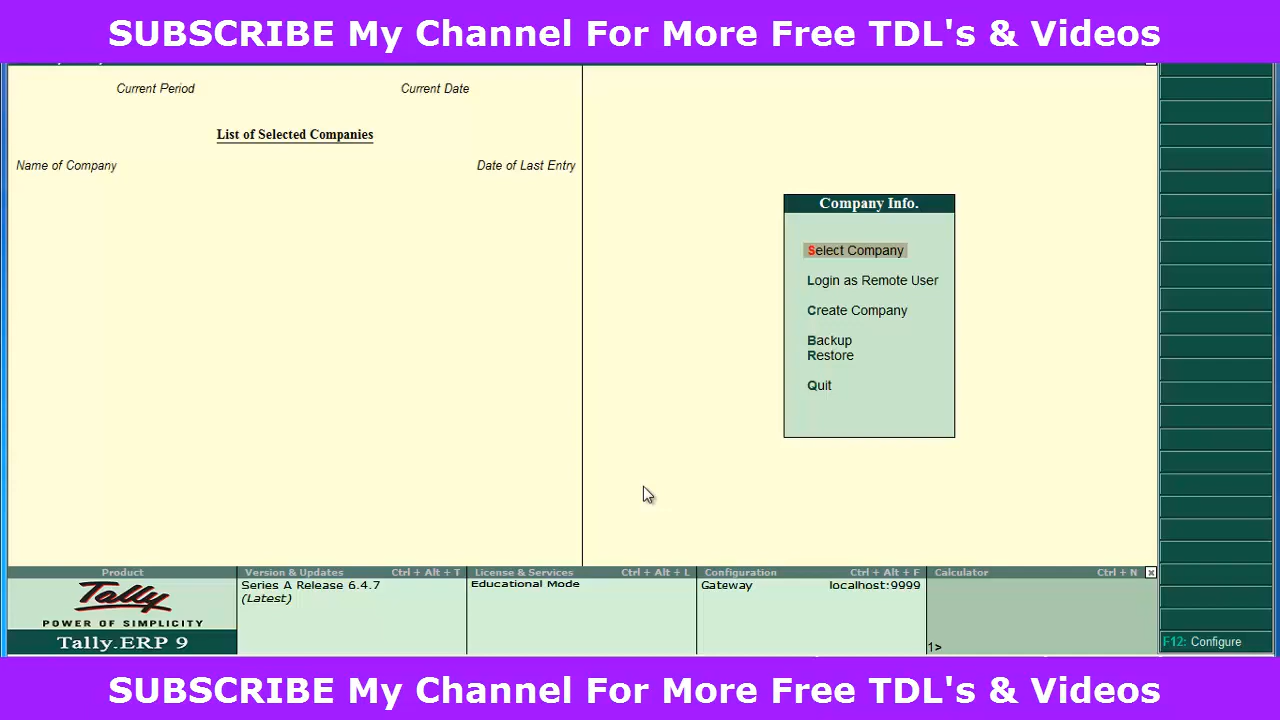 SUBSCRIBE My Channel For More Free TDL's & Videos
Current Period Current Date
List of Selected Companies
Name of Company Date of Last Entry
Company Info.
Select Company
Login as Remote User
Create Company
Backup
Restore
Quit
Product Version & Updates Ctrl + Alt + T License & Services Ctrl + Alt + L Configuration Ctrl + Alt + F Calculator Ctrl + N
Tally
POWER OF SIMPLICITY
Tally.ERP 9
Series A Release 6.4.7
(Latest)
Educational Mode
Gateway localhost:9999
1>
F12: Configure
SUBSCRIBE My Channel For More Free TDL's & Videos